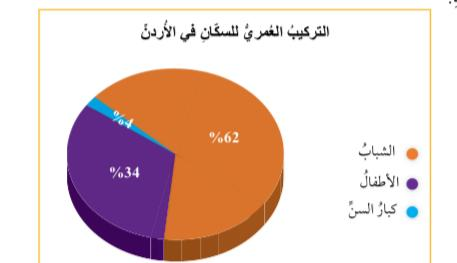 التركيبُ العُمريُّ للسكّانِ في الأُردنّ
%4
%62
%34
الشبابُ
الأطفالُ
كبارُ السنِّ